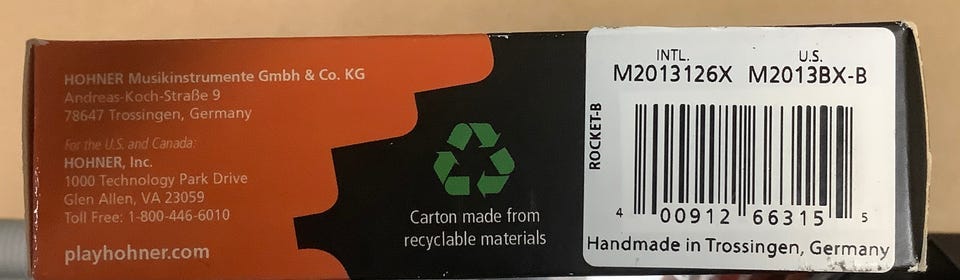 HOHNER Musikinstrumente Gmbh & Co. KG
Andreas-Koch-Straße 9
78647 Trossingen, Germany
For the U.S. and Canada:
HOHNER, Inc.
1000 Technology Park Drive
Glen Allen, VA 23059
Toll Free: 1-800-446-6010
playhohner.com
Carton made from
recyclable materials
INTL. U.S.
M2013126X M2013BX-B
ROCKET-B
4 00912 66315 5
Handmade in Trossingen, Germany